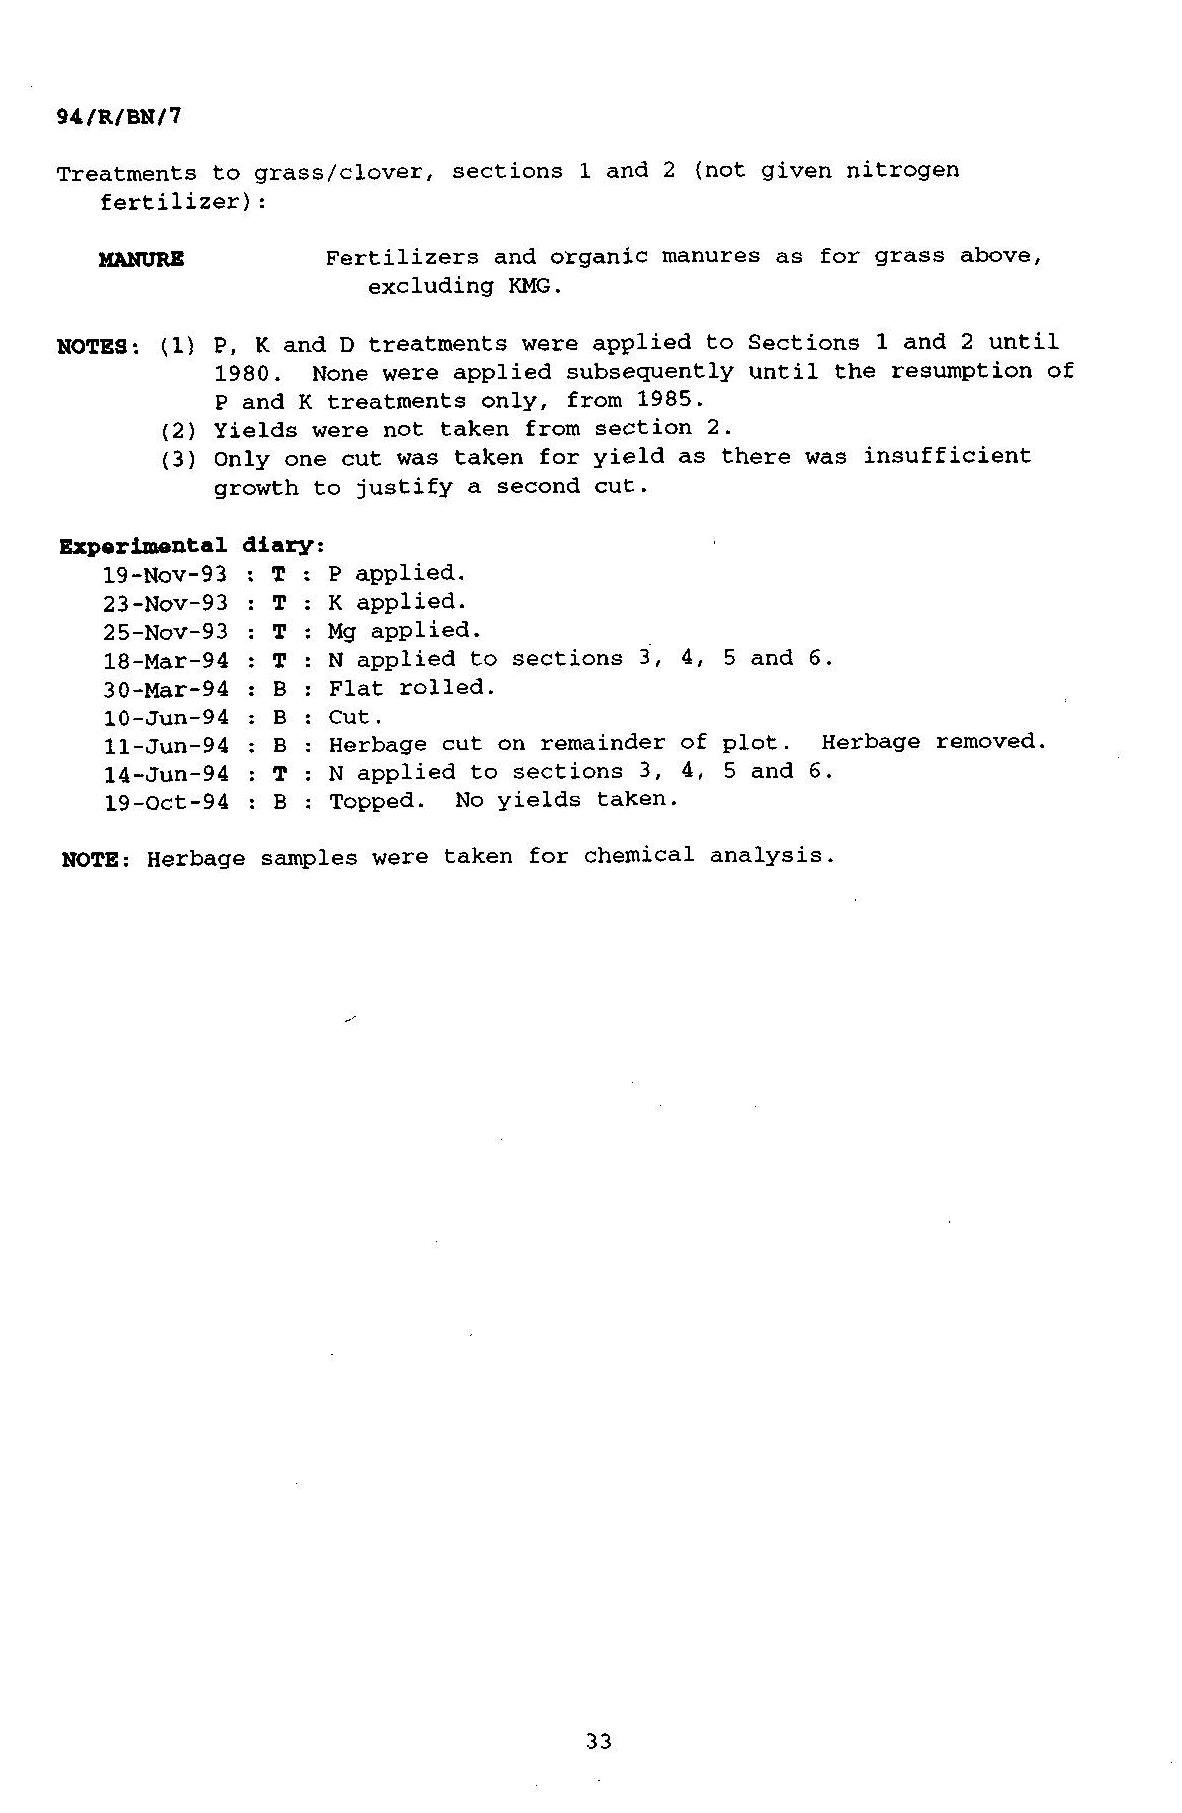 94/R/BN/7
Treatments to grass/clover, sections 1 and 2 (not given nitrogen
fertilizer):
MANURE Fertilizers and organic manures as for grass above,
excluding KMG.
NOTES: (1) P, K and D treatments were applied to Sections 1 and 2 until
1980. None were applied subsequently until the resumption of
P and K treatments only, from 1985.
(2) Yields were not taken from section 2.
(3) Only one cut was taken for yield as there was insufficient
growth to justify a second cut.
Experimental diary:
19-Nov-93 : T : P applied.
23-Nov-93 : T : K applied.
25-Nov-93 : T : Mg applied.
18-Mar-94 : T : N applied to sections 3, 4, 5 and 6.
30-Mar-94 : B : Flat rolled.
10-Jun-94 : B : Cut.
11-Jun-94 : B : Herbage cut on remainder of plot. Herbage removed.
14-Jun-94 : T : N applied to sections 3, 4, 5 and 6.
19-Oct-94 : B : Topped. No yields taken.
NOTE: Herbage samples were taken for chemical analysis.
33